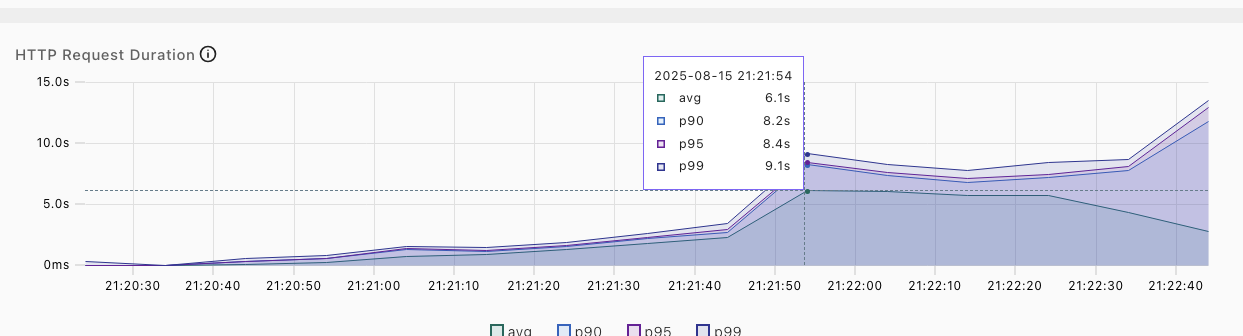 HTTP Request Duration
15.0s
10.0s
5.0s
0ms
2025-08-15 21:21:54
avg 6.1s
p90 8.2s
p95 8.4s
p99 9.1s
21:20:30 21:20:40 21:20:50 21:21:00 21:21:10 21:21:20 21:21:30 21:21:40 21:21:50 21:22:00 21:22:10 21:22:20 21:22:30 21:22:40
avg p90 p95 p99